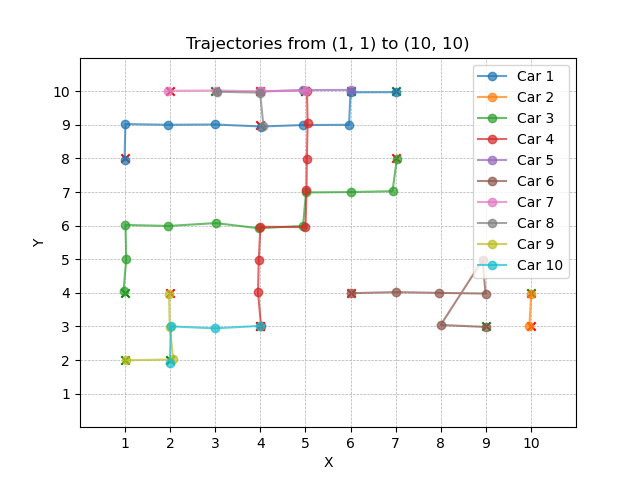 Trajectories from (1, 1) to (10, 10)
Car 1
Car 2
Car 3
Car 4
Car 5
Car 6
Car 7
Car 8
Car 9
Car 10
10
9
8
7
6
5
4
3
2
1
Y
1 2 3 4 5 6 7 8 9 10
X